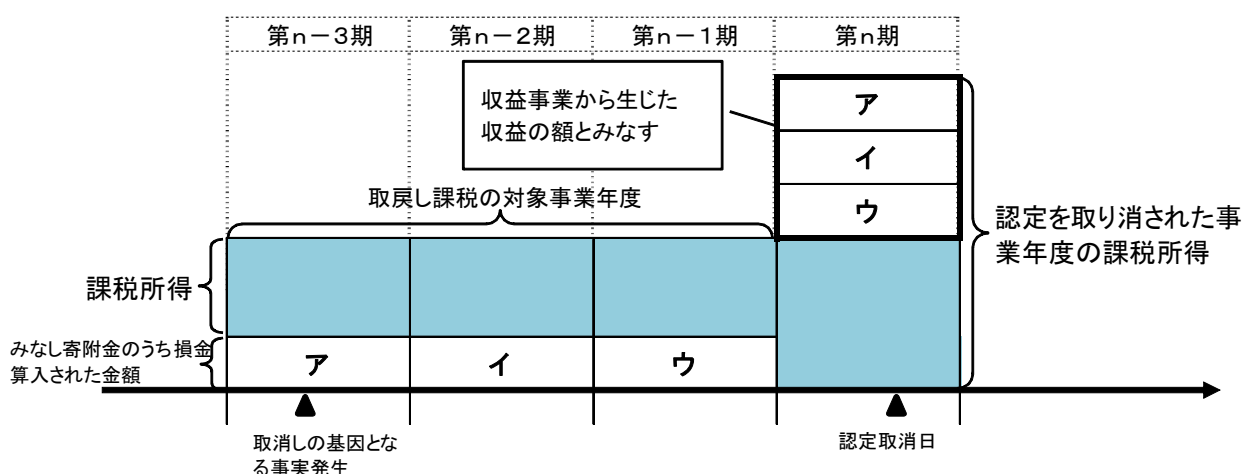 第n-3期
第n-2期
第n-1期
第n期
収益事業から生じた
収益の額とみなす
ア
イ
ウ
取戻し課税の対象事業年度
認定を取り消された事
業年度の課税所得
課税所得
みなし寄附金のうち損金
算入された金額
ア
イ
ウ
取消しの基因とな
る事実発生
認定取消日